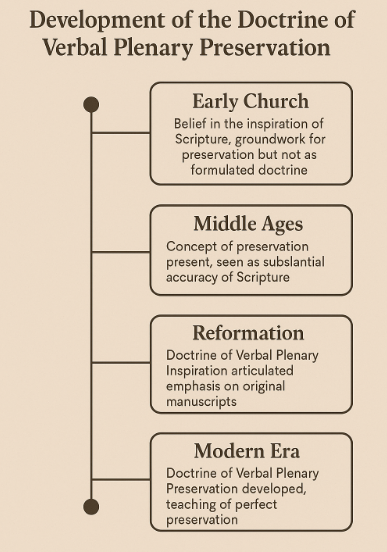 Development of the Doctrine of
Verbal Plenary Preservation
Early Church
Belief in the inspiration of
Scripture, groundwork for
preservation but not as
formulated doctrine
Middle Ages
Concept of preservation
present, seen as substantial
accuracy of Scripture
Reformation
Doctrine of Verbal Plenary
Inspiration articulated
emphasis on original
manuscripts
Modern Era
Doctrine of Verbal Plenary
Preservation developed,
teaching of perfect
preservation